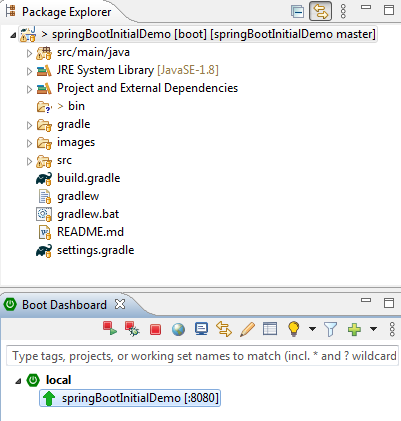 Package Explorer
> springBootInitialDemo [boot] [springBootInitialDemo master]
src/main/java
JRE System Library [JavaSE-1.8]
Project and External Dependencies
> bin
gradle
images
src
build.gradle
gradlew
gradlew.bat
README.md
settings.gradle
Boot Dashboard
Type tags, projects, or working set names to match (incl. * and ? wildcard
local
springBootInitialDemo [:8080]